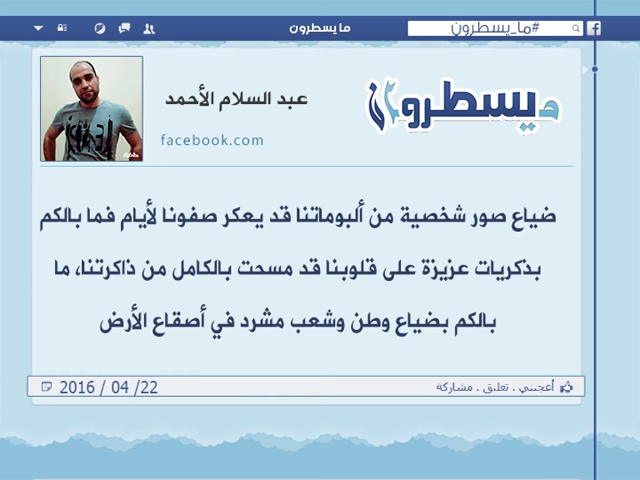 ما يسطرون
#ما_يسطرون
ما يسطرون
عبد السلام الأحمد
facebook.com
ضياع صور شخصية من ألبوماتنا قد يعكر صفونا لأيام فما بالكم
بذكريات عزيزة على قلوبنا قد مسحت بالكامل من ذاكرتنا، ما
بالكم بضياع وطن وشعب مشرد في أصقاع الأرض
أعجبني . تعليق . مشاركة
2016 / 04 /22